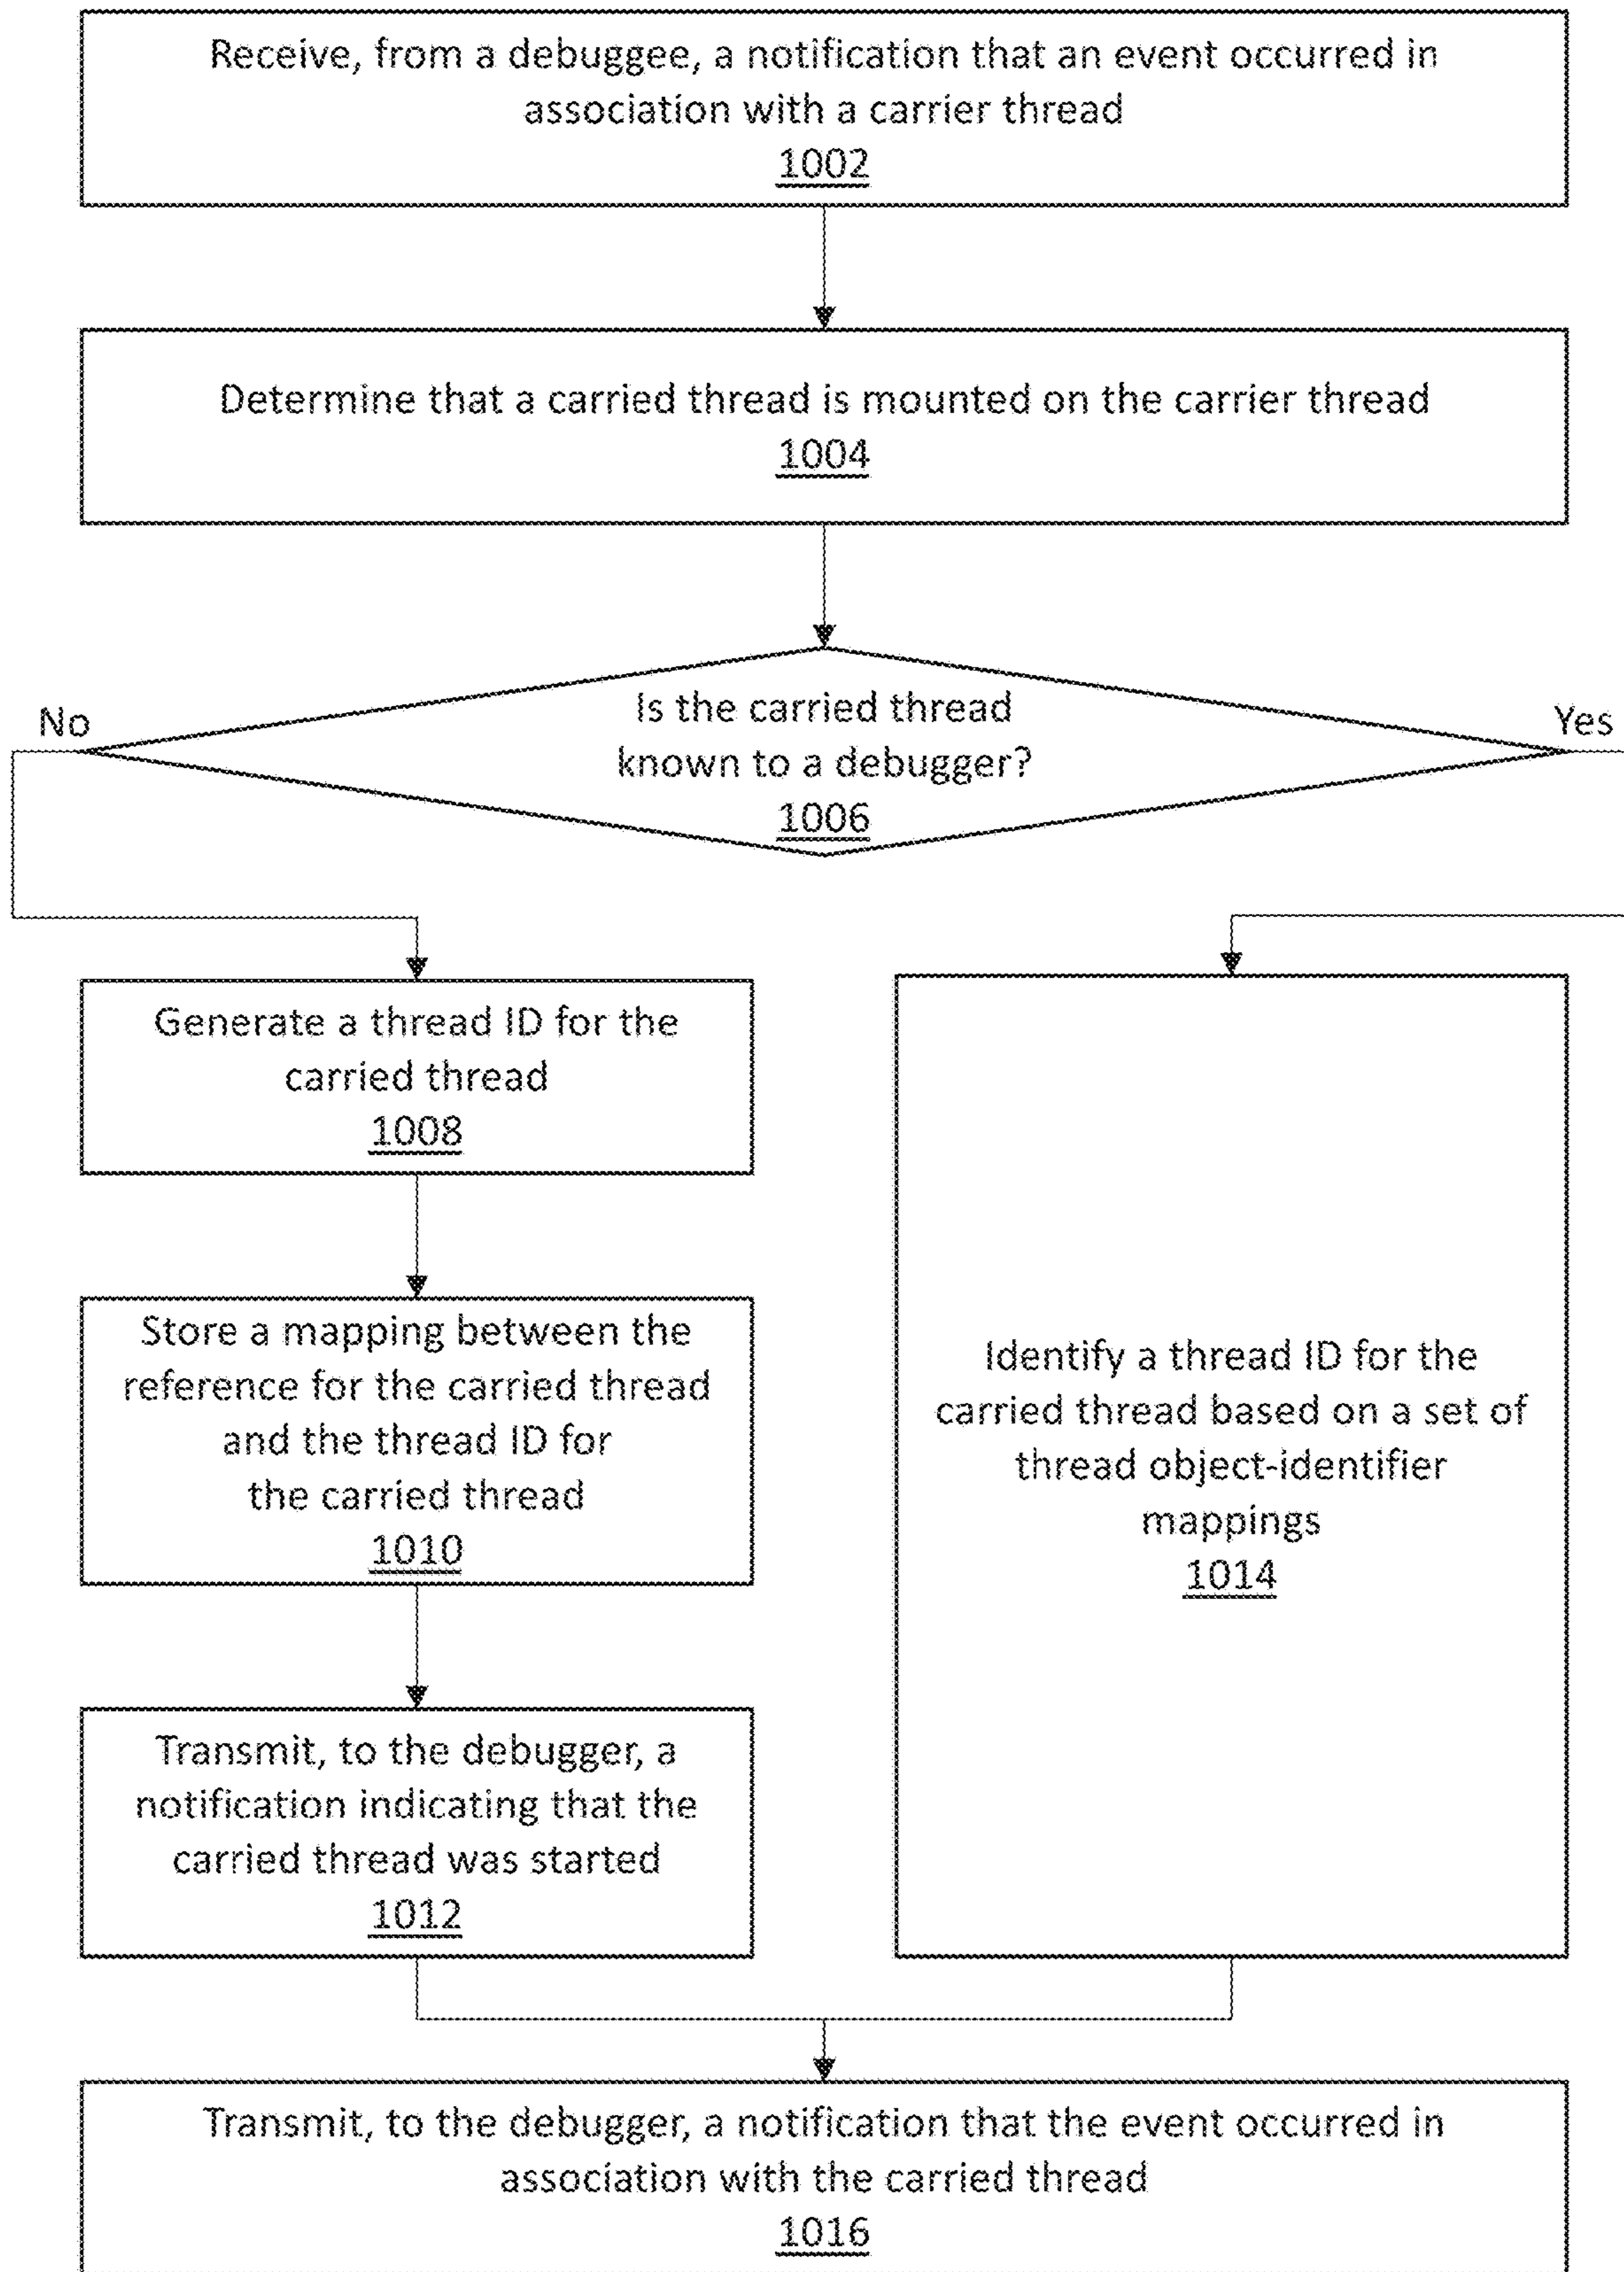 Receive, from a debuggee, a notification that an event occurred in
association with a carrier thread
1002
Determine that a carried thread is mounted on the carrier thread
1004
No
Is the carried thread
known to a debugger?
1006
Yes
Generate a thread ID for the
carried thread
1008
Store a mapping between the
reference for the carried thread
and the thread ID for
the carried thread
1010
Transmit, to the debugger, a
notification indicating that the
carried thread was started
1012
Identify a thread ID for the
carried thread based on a set of
thread object-identifier
mappings
1014
Transmit, to the debugger, a notification that the event occurred in
association with the carried thread
1016